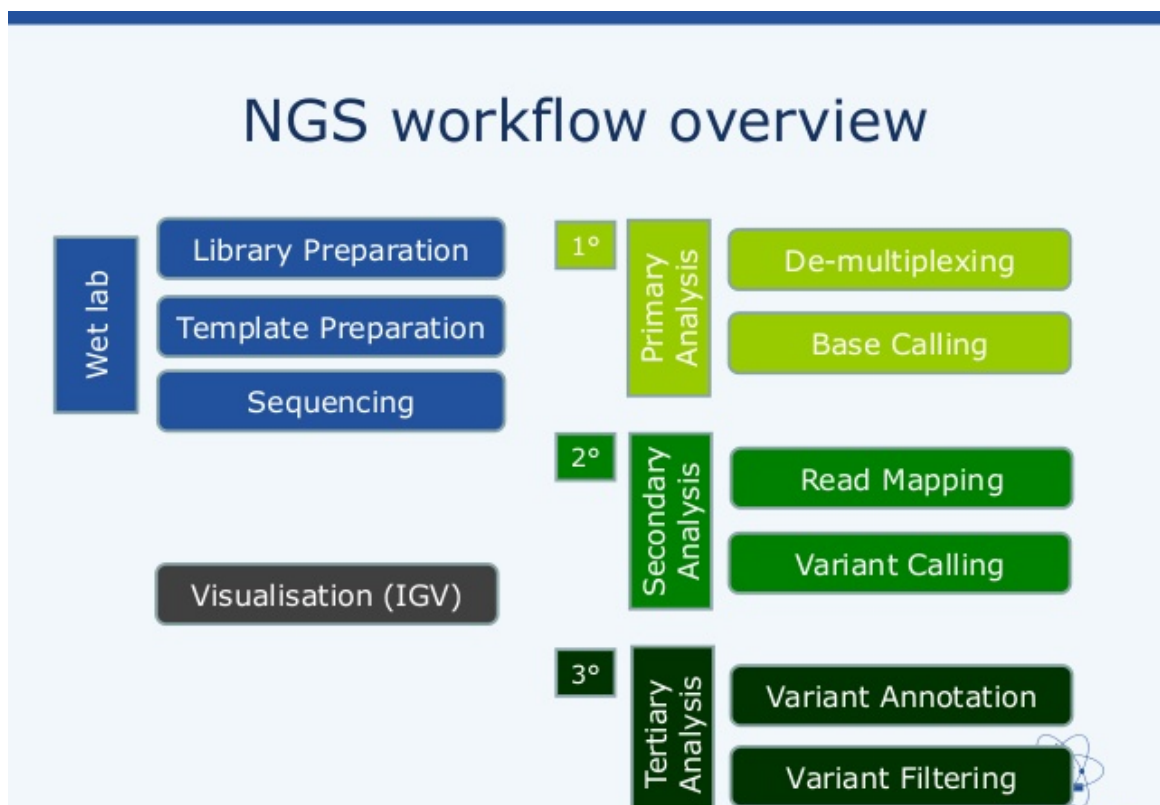 NGS workflow overview
Wet lab
Library Preparation
Template Preparation
Sequencing
Visualisation (IGV)
1°
Primary
Analysis
De-multiplexing
Base Calling
2°
Secondary
Analysis
Read Mapping
Variant Calling
3°
Tertiary
Analysis
Variant Annotation
Variant Filtering